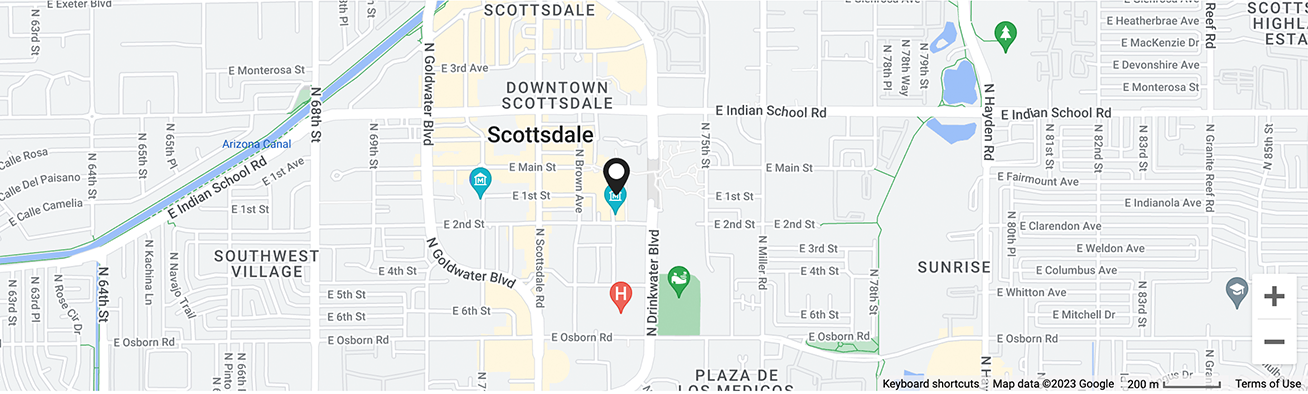 E Exeter Blvd
SCOTTSDALE
E Heatherbrae Ave
E MacKenzie Dr
E Devonshire Ave
E Monterosa St
SCOTTS
HIGHL
ESTA
Reef Rd
N 63rd St
E Monterosa St
E 3rd Ave
N Goldwater Blvd
N 78th Pl
N 78th Way
N 79th St
DOWNTOWN
SCOTTSDALE
E Indian School Rd
E Indian School Rd
N Hayden Rd
N 68th St
Scottsdale
Arizona Canal
E Indian School Rd
E 1st Ave
N 64th St
N 65th St
N 65th Pl
N 69th St
Calle Rosa
Calle Del Paisano
E Calle Camelia
E Main St
E Main St
N Brown Ave
N 75th St
N 81st St
N 82nd St
N 83rd St
N Granite Reef Rd
N 85th St
E 1st St
E 1st St
E 1st St
E Fairmount Ave
E Indianola Ave
E 2nd St
E 2nd St
E 2nd St
E Clarendon Ave
N 80th Pl
SOUTHWEST
VILLAGE
N Goldwater Blvd
N Scottsdale Rd
N Drinkwater Blvd
N Miller Rd
E 3rd St
E Weldon Ave
E 4th St
E 4th St
SUNRISE
E Columbus Ave
N 63rd St
N 63rd Pl
N Rose Cir Dr
N 64th St
N Kachina Ln
N Navajo Trail
E 5th St
E 6th St
E 6th St
H
N 78th St
E Whitton Ave
E Mitchell Dr
N 83rd St
E Osborn Rd
E Osborn Rd
E Osborn Rd
E Osborn Rd
N 66th
N Pinto
PLAZA DE
LOS MEDICOS
Keyboard shortcuts
Map data ©2023 Google
200 m
Terms of Use